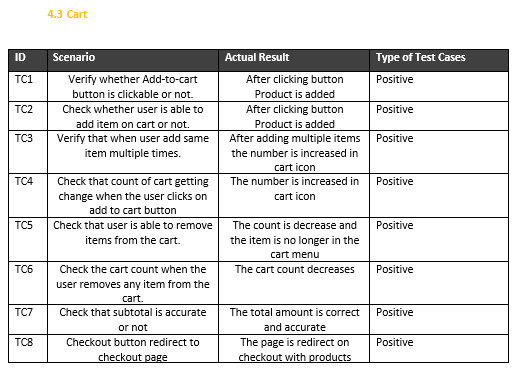 4.3 Cart
ID Scenario Actual Result Type of Test Cases
TC1 Verify whether Add-to-cart After clicking button Positive
button is clickable or not. Product is added
TC2 Check whether user is able to After clicking button Positive
add item on cart or not. Product is added
TC3 Verify that when user add same After adding multiple items Positive
item multiple times. the number is increased in
cart icon
TC4 Check that count of cart getting The number is increased in Positive
change when the user clicks on cart icon
add to cart button
TC5 Check that user is able to remove The count is decrease and Positive
items from the cart. the item is no longer in the
cart menu
TC6 Check the cart count when the The cart count decreases Positive
user removes any item from the
cart.
TC7 Check that subtotal is accurate The total amount is correct Positive
or not and accurate
TC8 Checkout button redirect to The page is redirect on Positive
checkout page checkout with products